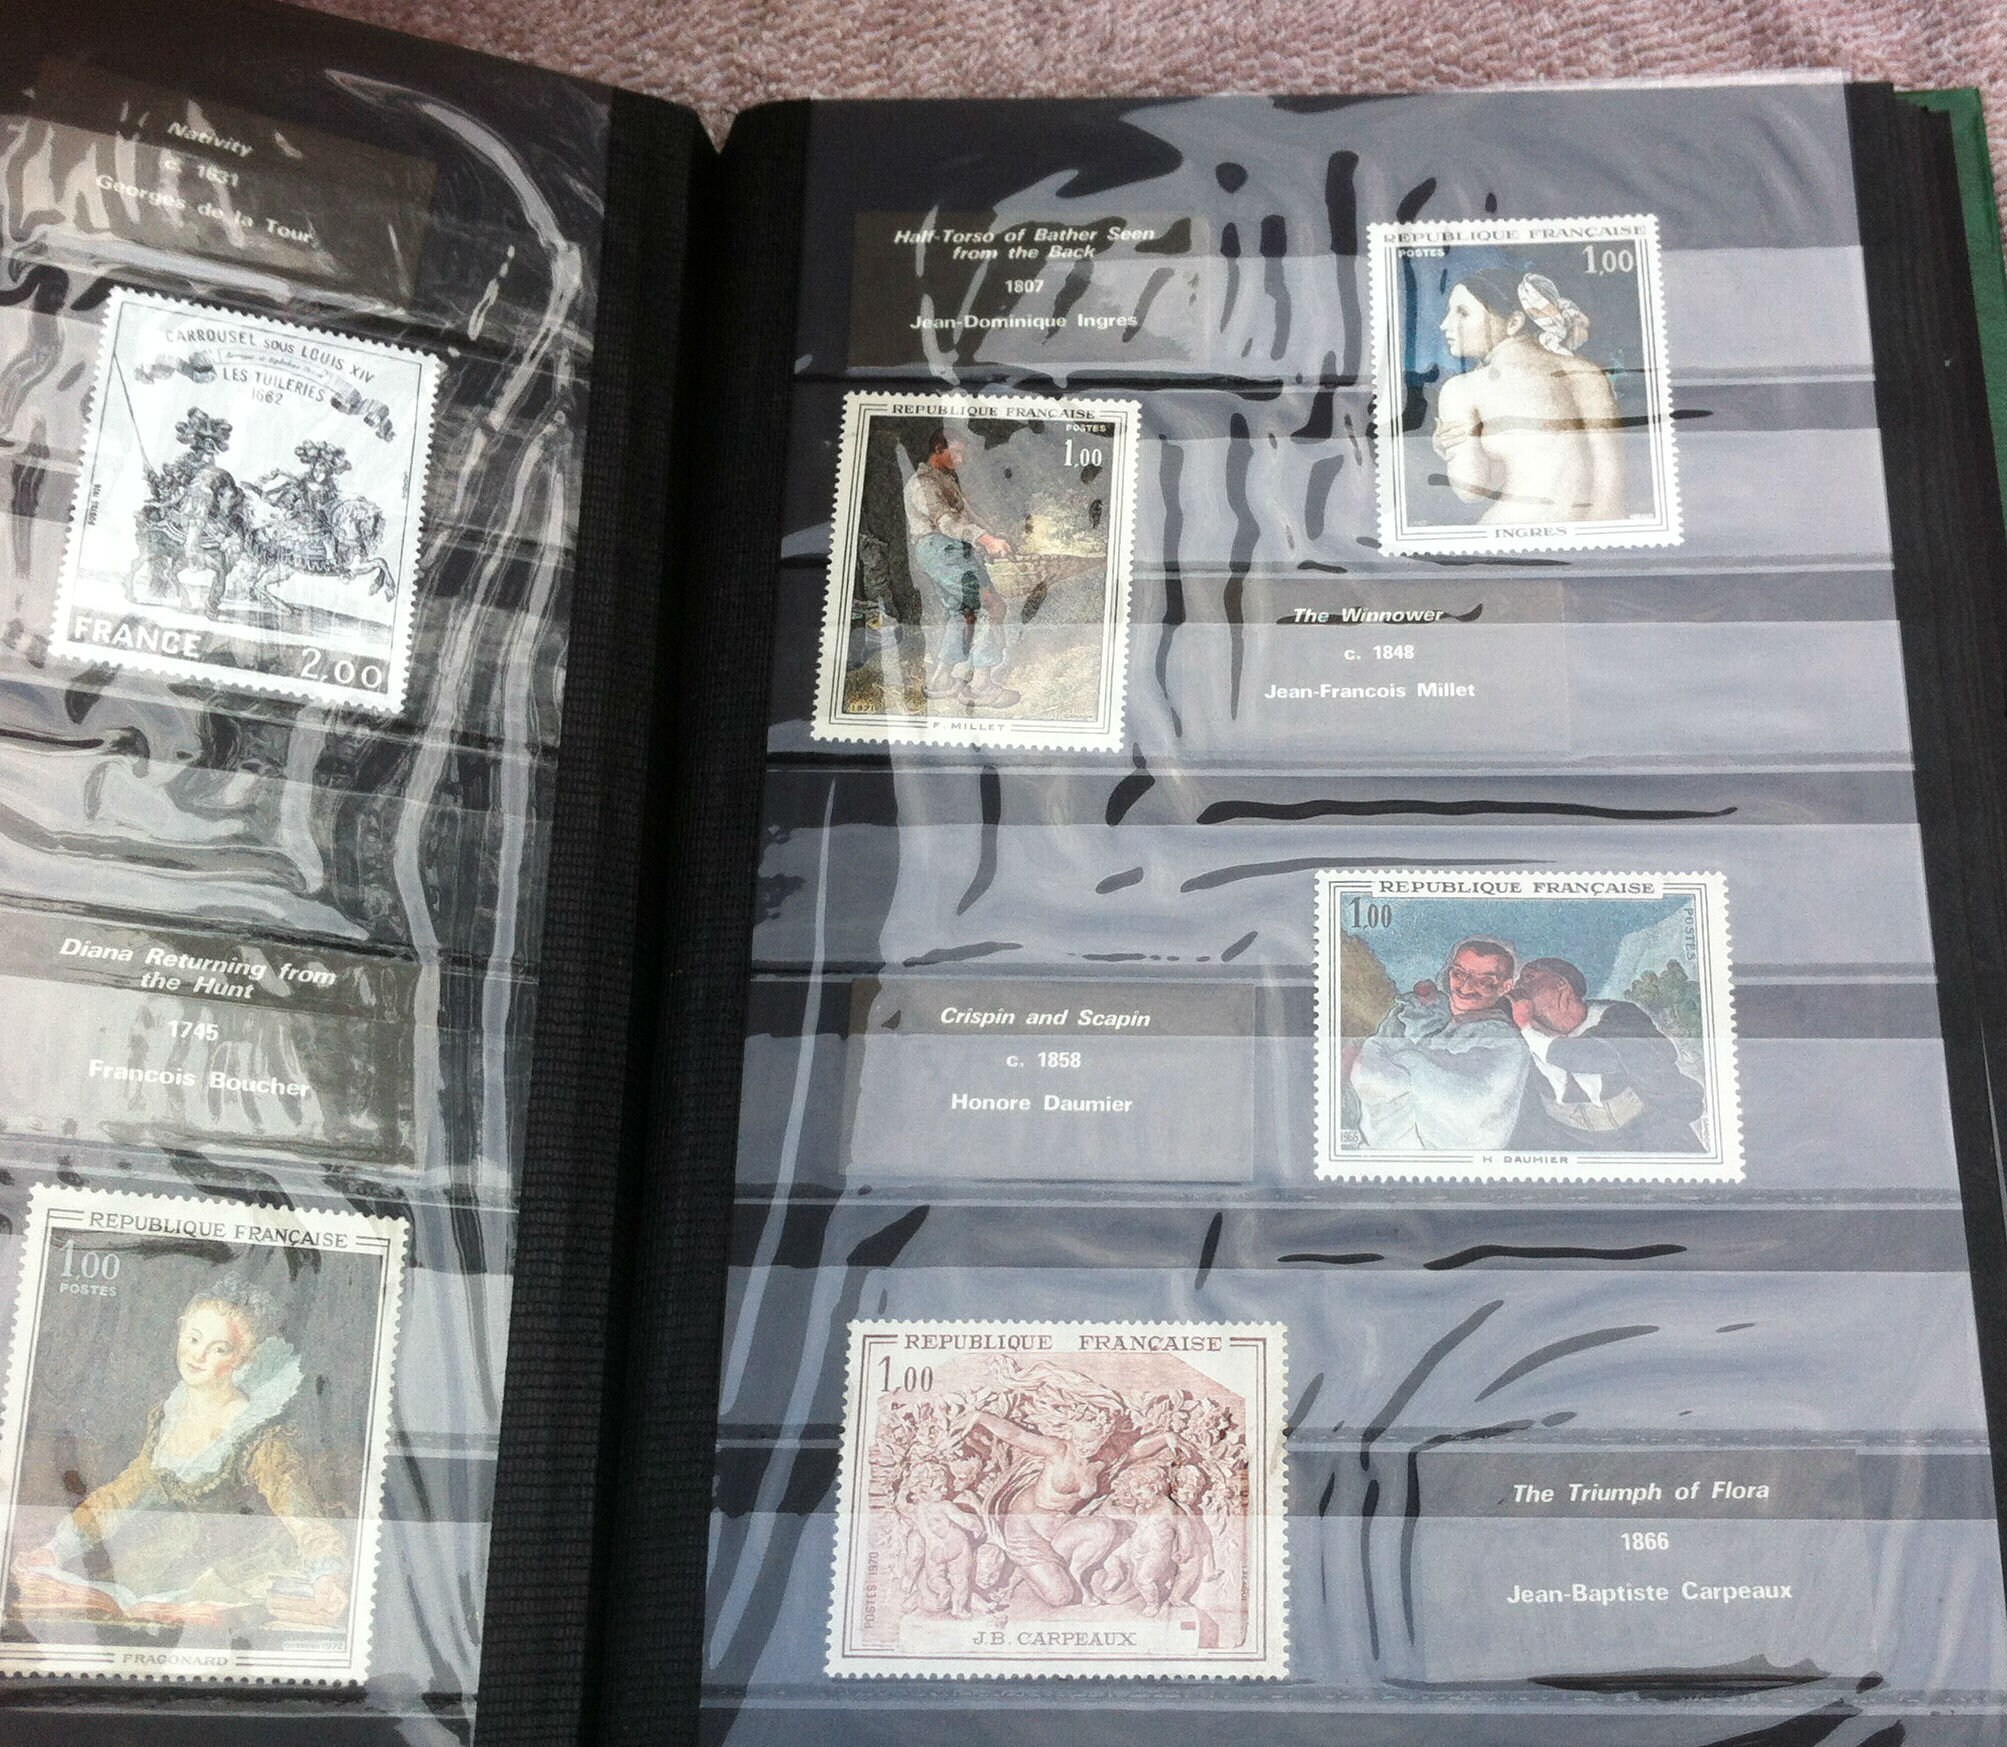 Nativity
c. 1631
Georges de la Tour
CARROUSEL SOUS LOUIS XIV
LES TUILERIES
1662
FRANCE
2,00
Diana Returning from
the Hunt
1745
Francois Boucher
REPUBLIQUE FRANÇAISE
1,00
POSTES
FRAGONARD
Half-Torso of Bather Seen
from the Back
1807
Jean-Dominique Ingres
REPUBLIQUE FRANÇAISE
POSTES
1,00
INGRES
REPUBLIQUE FRANÇAISE
POSTES
1,00
1971
F. MILLET
The Winnower
c. 1848
Jean-Francois Millet
Crispin and Scapin
c. 1858
Honore Daumier
REPUBLIQUE FRANÇAISE
1,00
POSTES
1966
H. DAUMIER
REPUBLIQUE FRANÇAISE
1,00
POSTES 1970
J.B. CARPEAUX
The Triumph of Flora
1866
Jean-Baptiste Carpeaux